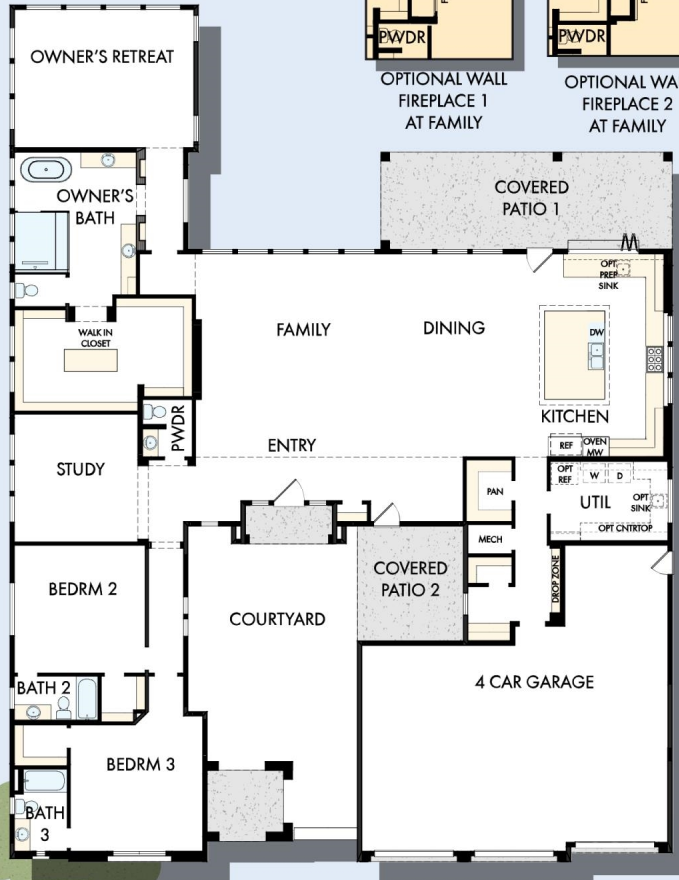 PWDR
PWDR
OPTIONAL WALL
FIREPLACE 1
AT FAMILY
OPTIONAL WA
FIREPLACE 2
AT FAMILY
OWNER'S RETREAT
OWNER'S
BATH
COVERED
PATIO 1
OPT
PREP
SINK
WALK IN
CLOSET
FAMILY
DINING
DW
KITCHEN
PWDR
ENTRY
REF
OVEN
MW
STUDY
PAN
OPT
REF
W
D
UTIL
OPT
SINK
OPT CNTRTOP
MECH
DROP ZONE
COVERED
PATIO 2
BEDRM 2
COURTYARD
BATH 2
4 CAR GARAGE
BEDRM 3
BATH
3